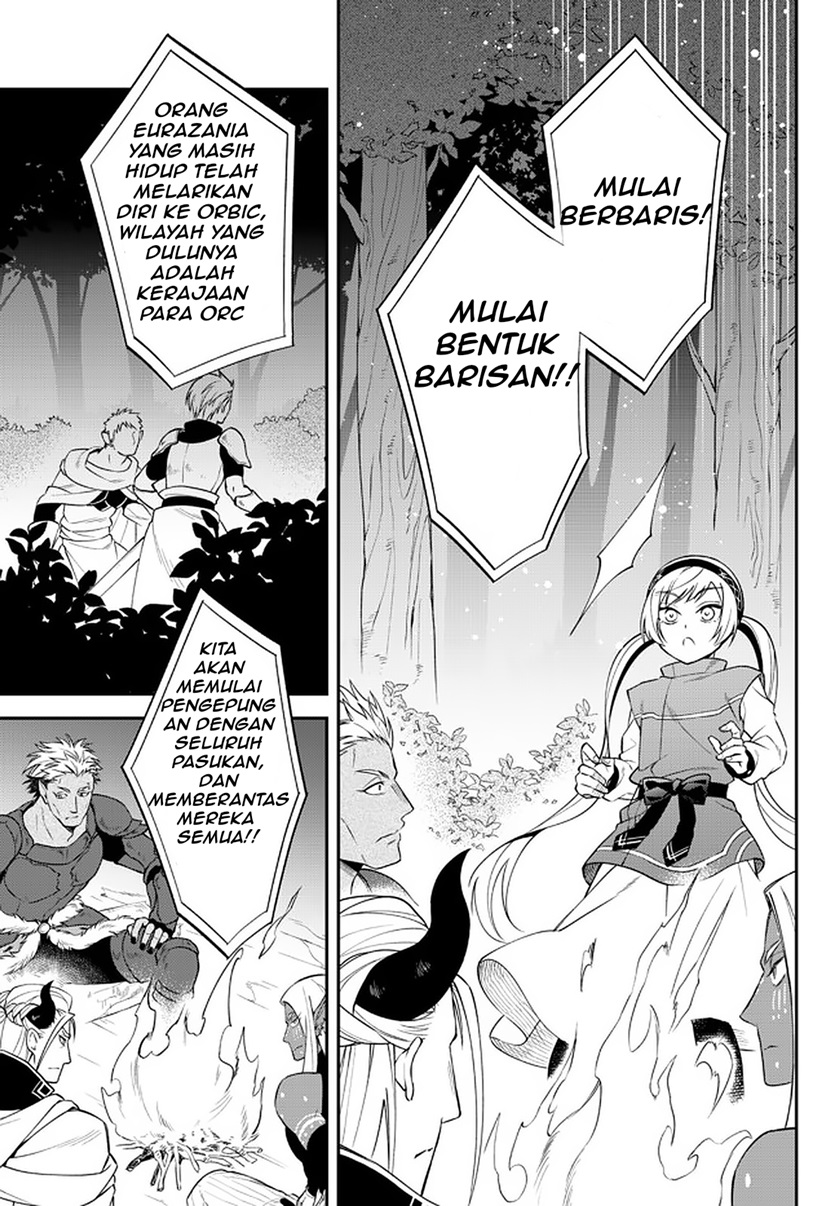 MULAI
BERBARIS!
MULAI
BENTUK
BARISAN!!
ORANG
EURAZANIA
YANG MASIH
HIDUP TELAH
MELARIKAN
DIRI KE ORBIC,
WILAYAH YANG
DULUNYA
ADALAH
KERAJAAN
PARA ORC
KITA
AKAN
MEMULAI
PENGEPUNG
AN DENGAN
SELURUH
PASUKAN,
DAN
MEMBERANTAS
MEREKA
SEMUA!!